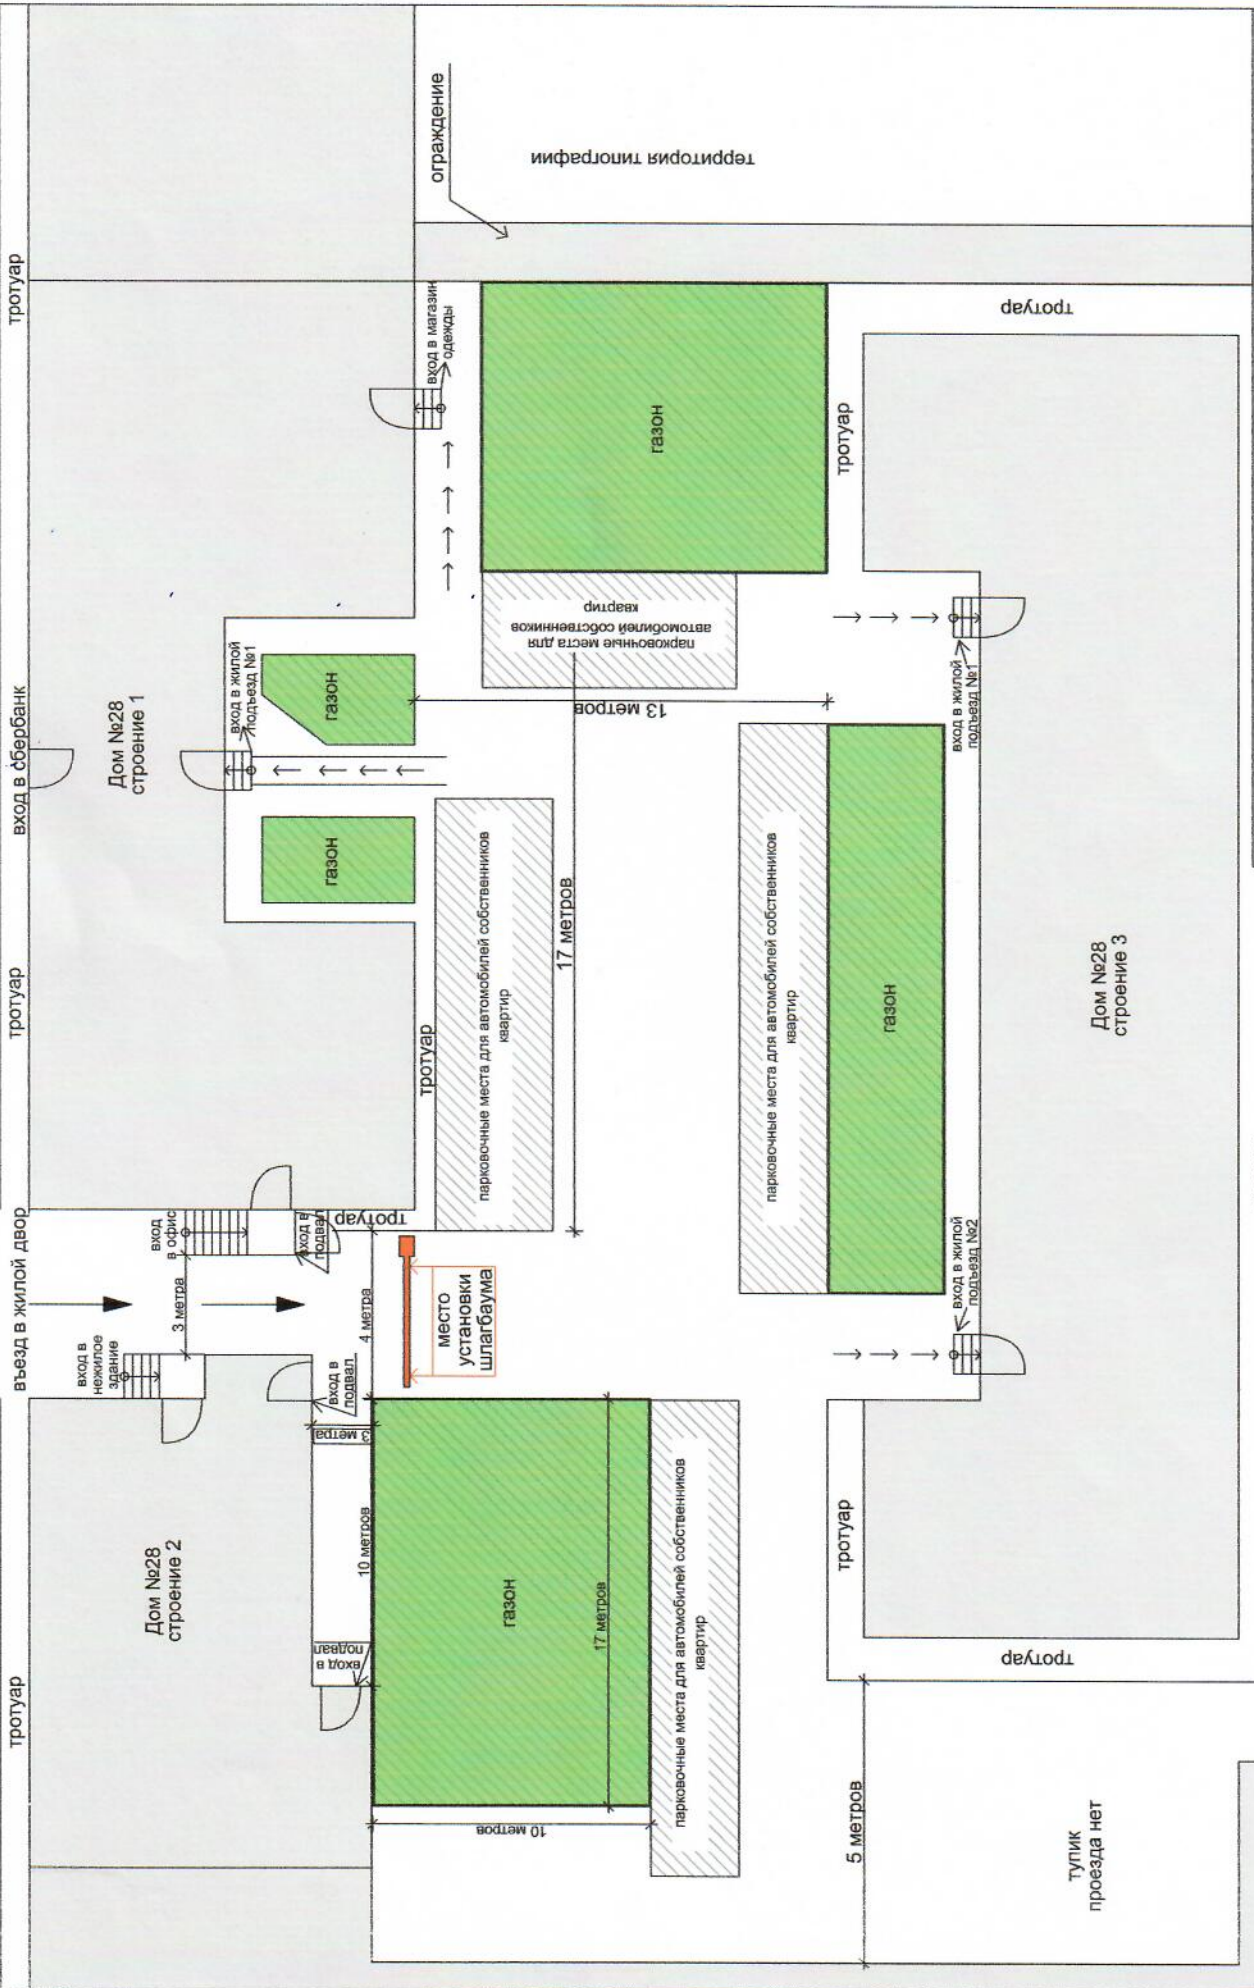 тротуар
въезд в жилой двор
тротуар
вход в сбербанк
тротуар
Дом №28
строение 2
вход в
нежилое
здание
3 метра
вход
в офис
вход в
подвал
Дом №28
строение 1
вход в жилой
подъезд №1
газон
газон
вход в
подвал
3 метра
вход в
подвал
10 метров
4 метра
тротуар
тротуар
вход в магазин
одежды
ограждение
территория типографии
место
установки
шлагбаума
газон
17 метров
10 метров
парковочные места для автомобилей собственников
квартир
парковочные места для автомобилей собственников
квартир
17 метров
13 метров
парковочные места для
автомобилей собственников
квартир
газон
парковочные места для автомобилей собственников
квартир
газон
тротуар
тротуар
тротуар
тротуар
вход в жилой
подъезд №2
вход в жилой
подъезд №1
5 метров
тупик
проезда нет
Дом №28
строение 3